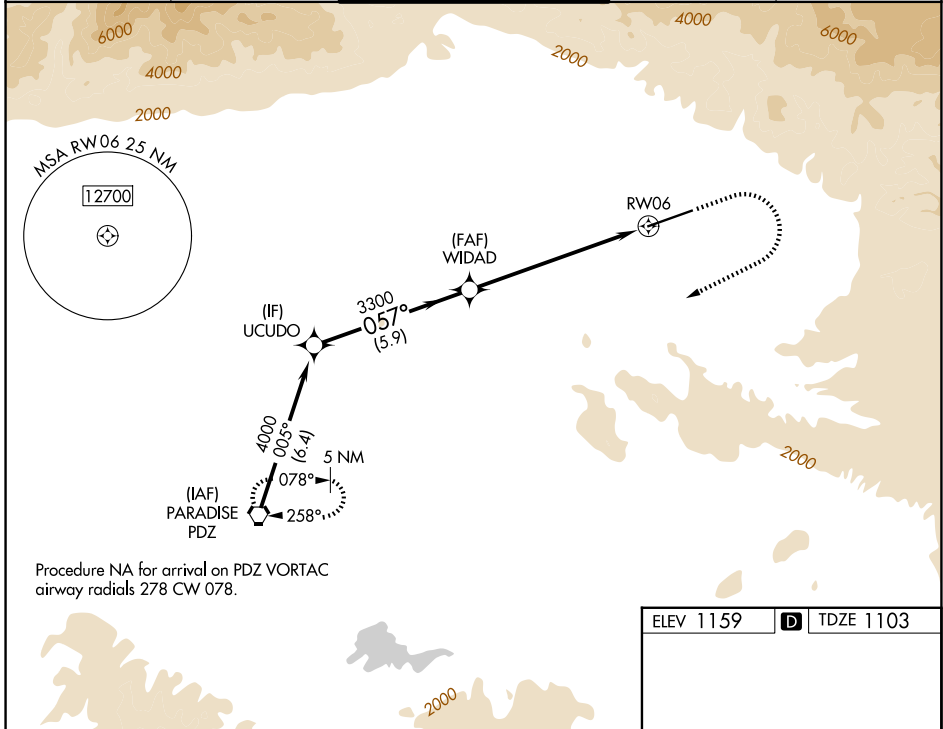 6000
4000
2000
4000
6000
2000
MSA RW06 25 NM
12700
RW06
(FAF)
WIDAD
(IF)
UCUDO
3300
057°
(5.9)
4000
005°
(6.4)
5 NM
078°
258°
(IAF)
PARADISE
PDZ
2000
Procedure NA for arrival on PDZ VORTAC
airway radials 278 CW 078.
2000
ELEV 1159 D TDZE 1103